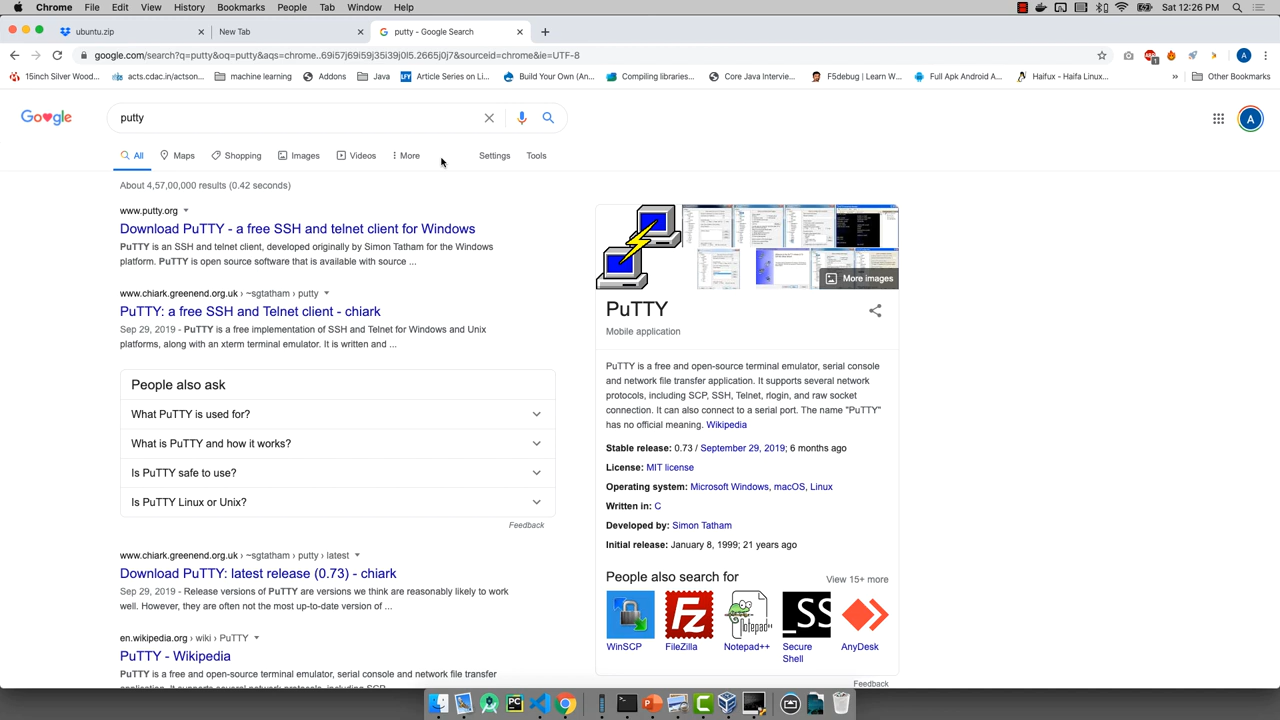 Chrome File Edit View History Bookmarks People Tab Window Help Sat 12:26 PM
ubuntu.zip New Tab putty - Google Search
google.com/search?q=putty&oq=putty&aqs=chrome..69i57j69i59j35i39j0l5.2665j0j7&sourceid=chrome&ie=UTF-8
15inch Silver Wood... acts.cdac.in/actson... machine learning Addons Java Article Series on Li... Build Your (An)... Compiling libraries... Core Java Intervie... F5debug | Learn W... Full Apk Android A... Haifux - Haifa Linux... » Other Bookmarks
putty
All Maps Shopping Images Videos More Settings Tools
About 4,57,00,000 results (0.42 seconds)
www.putty.org
Download PuTTY - a free SSH and telnet client for Windows
PuTTY is an SSH and telnet client, developed originally by Simon Tatham for the Windows
platform. PuTTY is open source software that is available with source ...
www.chiark.greenend.org.uk › ~sgtatham › putty
PuTTY: a free SSH and Telnet client - chiark
Sep 29, 2019 - PuTTY is a free implementation of SSH and Telnet for Windows and Unix
platforms, along with an xterm terminal emulator. It is written and ...
People also ask
What PuTTY is used for?
What is PuTTY and how it works?
Is PuTTY safe to use?
Is PuTTY Linux or Unix?
Feedback
www.chiark.greenend.org.uk › ~sgtatham › putty › latest
Download PuTTY: latest release (0.73) - chiark
Sep 29, 2019 - Release versions of PuTTY are versions we think are reasonably likely to work
well. However, they are often not the most up-to-date version of ...
en.wikipedia.org › wiki › PuTTY
PuTTY - Wikipedia
PuTTY is a free and open-source terminal emulator, serial console and network file transfer
More images
PuTTY
Mobile application
PuTTY is a free and open-source terminal emulator, serial console
and network file transfer application. It supports several network
protocols, including SCP, SSH, Telnet, rlogin, and raw socket
connection. It can also connect to a serial port. The name "PuTTY"
has no official meaning. Wikipedia
Stable release: 0.73 / September 29, 2019; 6 months ago
License: MIT license
Operating system: Microsoft Windows, macOS, Linux
Written in: C
Developed by: Simon Tatham
Initial release: January 8, 1999; 21 years ago
People also search for View 15+ more
WinSCP FileZilla Notepad++ Secure Shell AnyDesk
Feedback